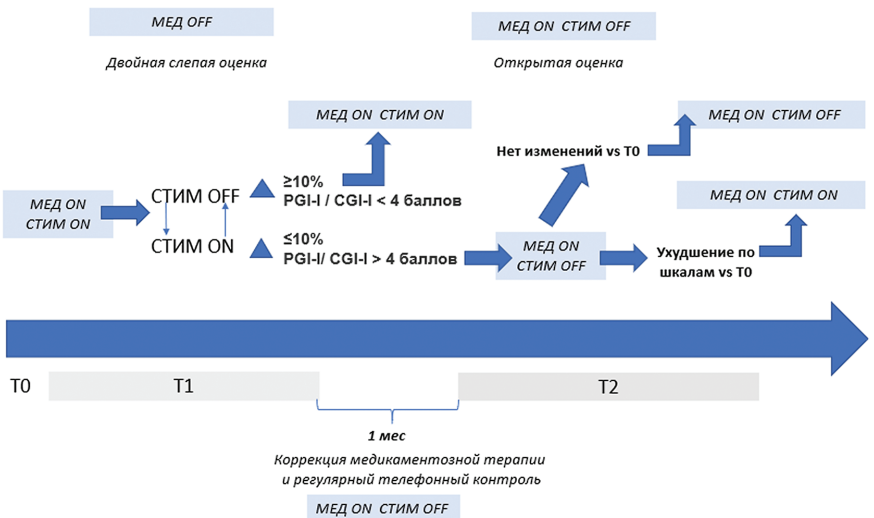 МЕД OFF
МЕД ON СТИМ OFF
Двойная слепая оценка
Открытая оценка
МЕД ON СТИМ ON
МЕД ON СТИМ OFF
Нет изменений vs T0
МЕД ON
СТИМ ON
СТИМ OFF
≥10%
PGI-I / CGI-I < 4 баллов
МЕД ON СТИМ ON
СТИМ ON
≤10%
PGI-I/ CGI-I > 4 баллов
МЕД ON
СТИМ OFF
Ухудшение по
шкалам vs T0
T0
T1
T2
1 мес
Коррекция медикаментозной терапии
и регулярный телефонный контроль
МЕД ON СТИМ OFF